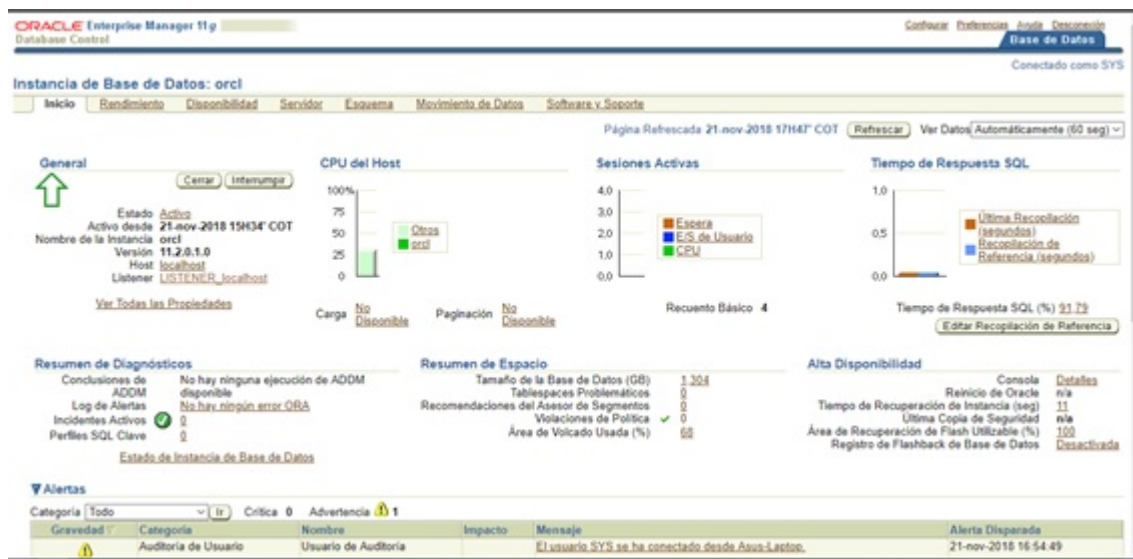 ORACLE Enterprise Manager 11g
Database Control
Configurar Preferencias Ayuda Desconexión
Base de Datos
Conectado como SYS
Instancia de Base de Datos: orcl
Inicio Rendimiento Disponibilidad Servidor Esquema Movimiento de Datos Software y Soporte
Página Refrescada 21-nov-2018 17H47" COT Refrescar Ver Datos Automáticamente (60 seg)
General
Cerrar Interrumpir
Estado Activo
Activo desde 21-nov-2018 15H34" COT
Nombre de la Instancia orcl
Versión 11.2.0.1.0
Host localhost
Listener LISTENER_localhost
Ver Todas las Propiedades
CPU del Host
100%
75
50
25
0
Otros
orcl
Carga No Disponible Paginación No Disponible
Sesiones Activas
4,0
3,0
2,0
1,0
0,0
Espera
E/S de Usuario
CPU
Recuento Básico 4
Tiempo de Respuesta SQL
1,0
0,5
0,0
Última Recopilación
(segundos)
Recopilación de
Referencia (segundos)
Tiempo de Respuesta SQL (%) 91,79
Editar Recopilación de Referencia
Resumen de Diagnósticos
Conclusiones de ADDM No hay ninguna ejecución de ADDM disponible
Log de Alertas No hay ningún error ORA
Incidentes Activos 0
Perfiles SQL Clave 0
Estado de Instancia de Base de Datos
Resumen de Espacio
Tamaño de la Base de Datos (GB) 1,304
Tablespaces Problemáticos 0
Recomendaciones del Asesor de Segmentos 0
Violaciones de Política 0
Área de Volcado Usada (%) 68
Alta Disponibilidad
Consola Detalles
Reinicio de Oracle n/a
Tiempo de Recuperación de Instancia (seg) 11
Última Copia de Seguridad n/a
Área de Recuperación de Flash Utilizable (%) 100
Registro de Flashback de Base de Datos Desactivada
Alertas
Categoría Todo Ir Crítica 0 Advertencia 1
Gravedad Categoría Nombre Impacto Mensaje Alerta Disparada
Auditoría de Usuario Usuario de Auditoría El usuario SYS se ha conectado desde Asus-Laptop. 21-nov-2018 16:54:49